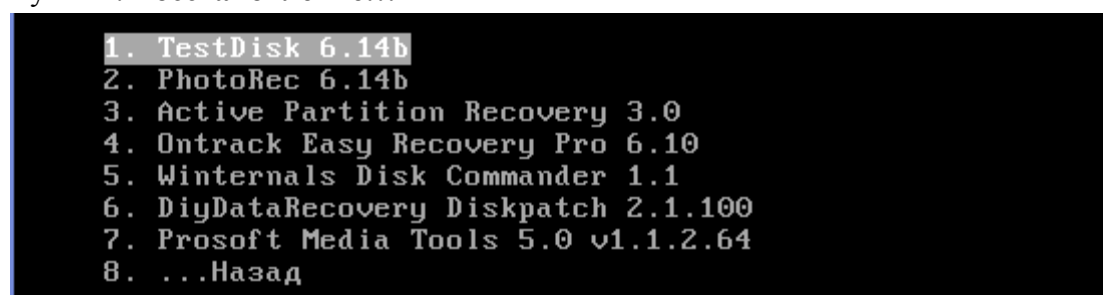 1. TestDisk 6.14b
2. PhotoRec 6.14b
3. Active Partition Recovery 3.0
4. Ontrack Easy Recovery Pro 6.10
5. Winternals Disk Commander 1.1
6. DiyDataRecovery Diskpatch 2.1.100
7. Prosoft Media Tools 5.0 v1.1.2.64
8. ...Назад